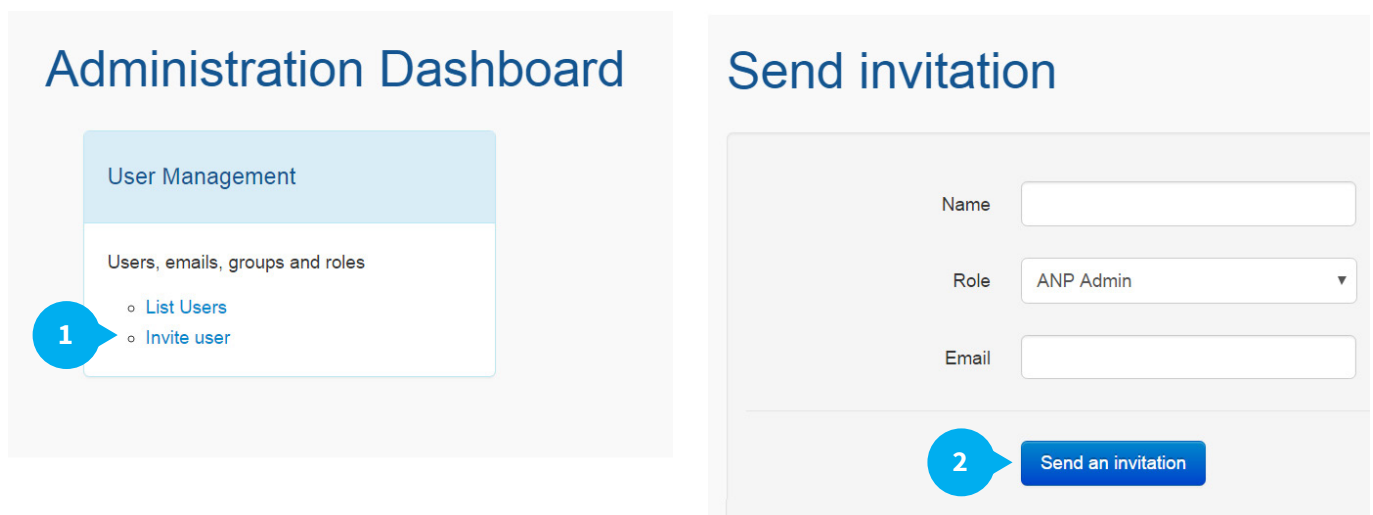 Administration Dashboard
User Management
Users, emails, groups and roles
List Users
1
Invite user
Send invitation
Name
Role
ANP Admin
Email
2
Send an invitation